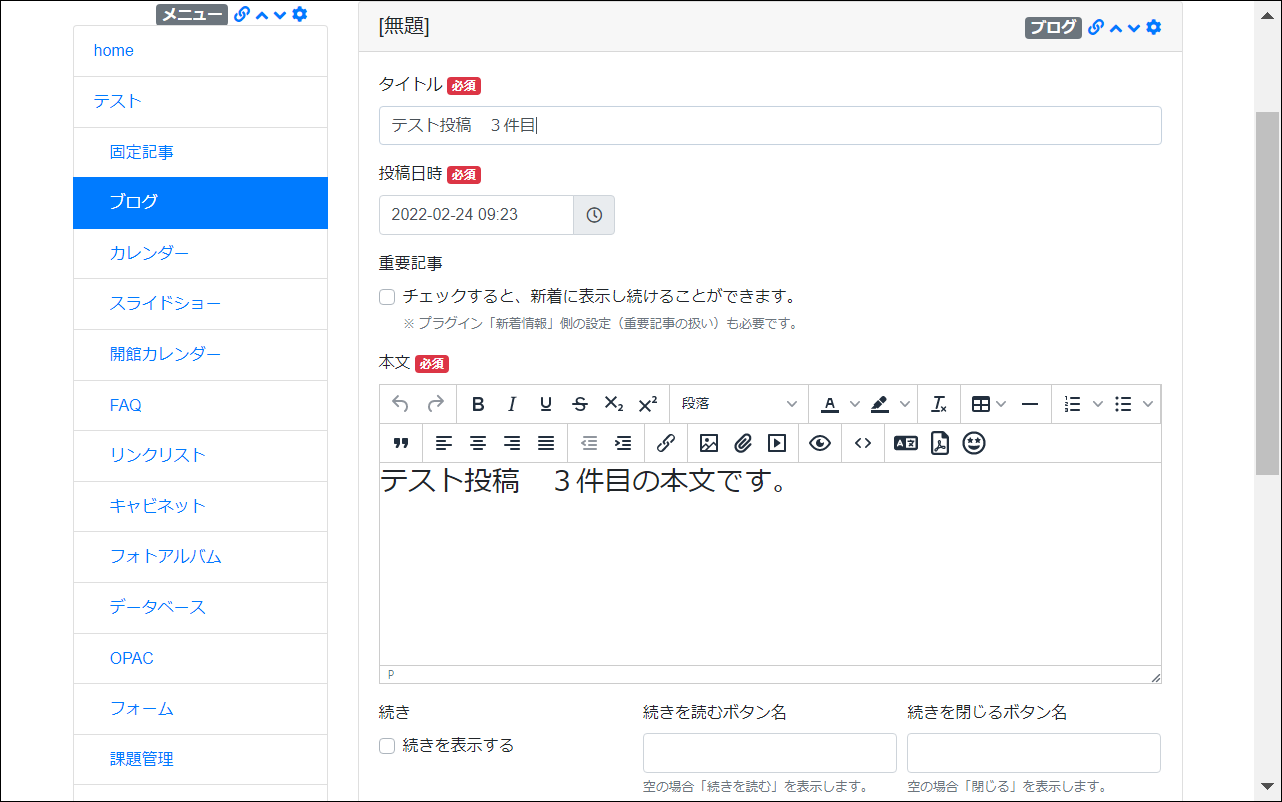 メニュー
home
テスト
固定記事
ブログ
カレンダー
スライドショー
開館カレンダー
FAQ
リンクリスト
キャビネット
フォトアルバム
データベース
OPAC
フォーム
課題管理
[無題]
ブログ
タイトル 必須
テスト投稿　３件目
投稿日時 必須
2022-02-24 09:23
重要記事
チェックすると、新着に表示し続けることができます。
※ プラグイン「新着情報」側の設定（重要記事の扱い）も必要です。
本文 必須
段落
テスト投稿　３件目の本文です。
P
続き
続きを表示する
続きを読むボタン名
空の場合「続きを読む」を表示します。
続きを閉じるボタン名
空の場合「閉じる」を表示します。